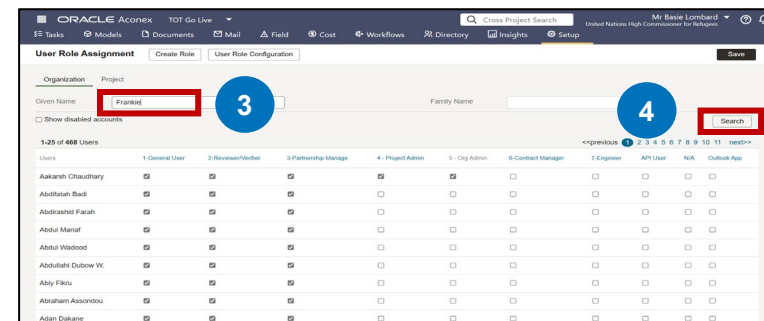 ORACLE Aconex TOT Go Live Cross Project Search Mr Basie Lombard
United Nations High Commissioner for Refugees
Tasks Models Documents Mail Field Cost Workflows Directory Insights Setup
User Role Assignment Create Role User Role Configuration Save
Organization Project
Given Name Frankie Family Name
3
4
Show disabled accounts
Search
1-25 of 468 Users <<previous 1 2 3 4 5 6 7 8 9 10 11 next>>
Users 1-General User 2-Reviewer/Verifier 3-Partnership Manage 4 - Project Admin 5 - Org Admin 6-Contract Manager 7-Engineer API User N/A Outlook App
Aakarsh Chaudhary
Abdifatah Badi
Abdirashid Farah
Abdul Manaf
Abdul Wadood
Abdullahi Dubow W.
Abiy Fikru
Abraham Assondou
Adan Dakane